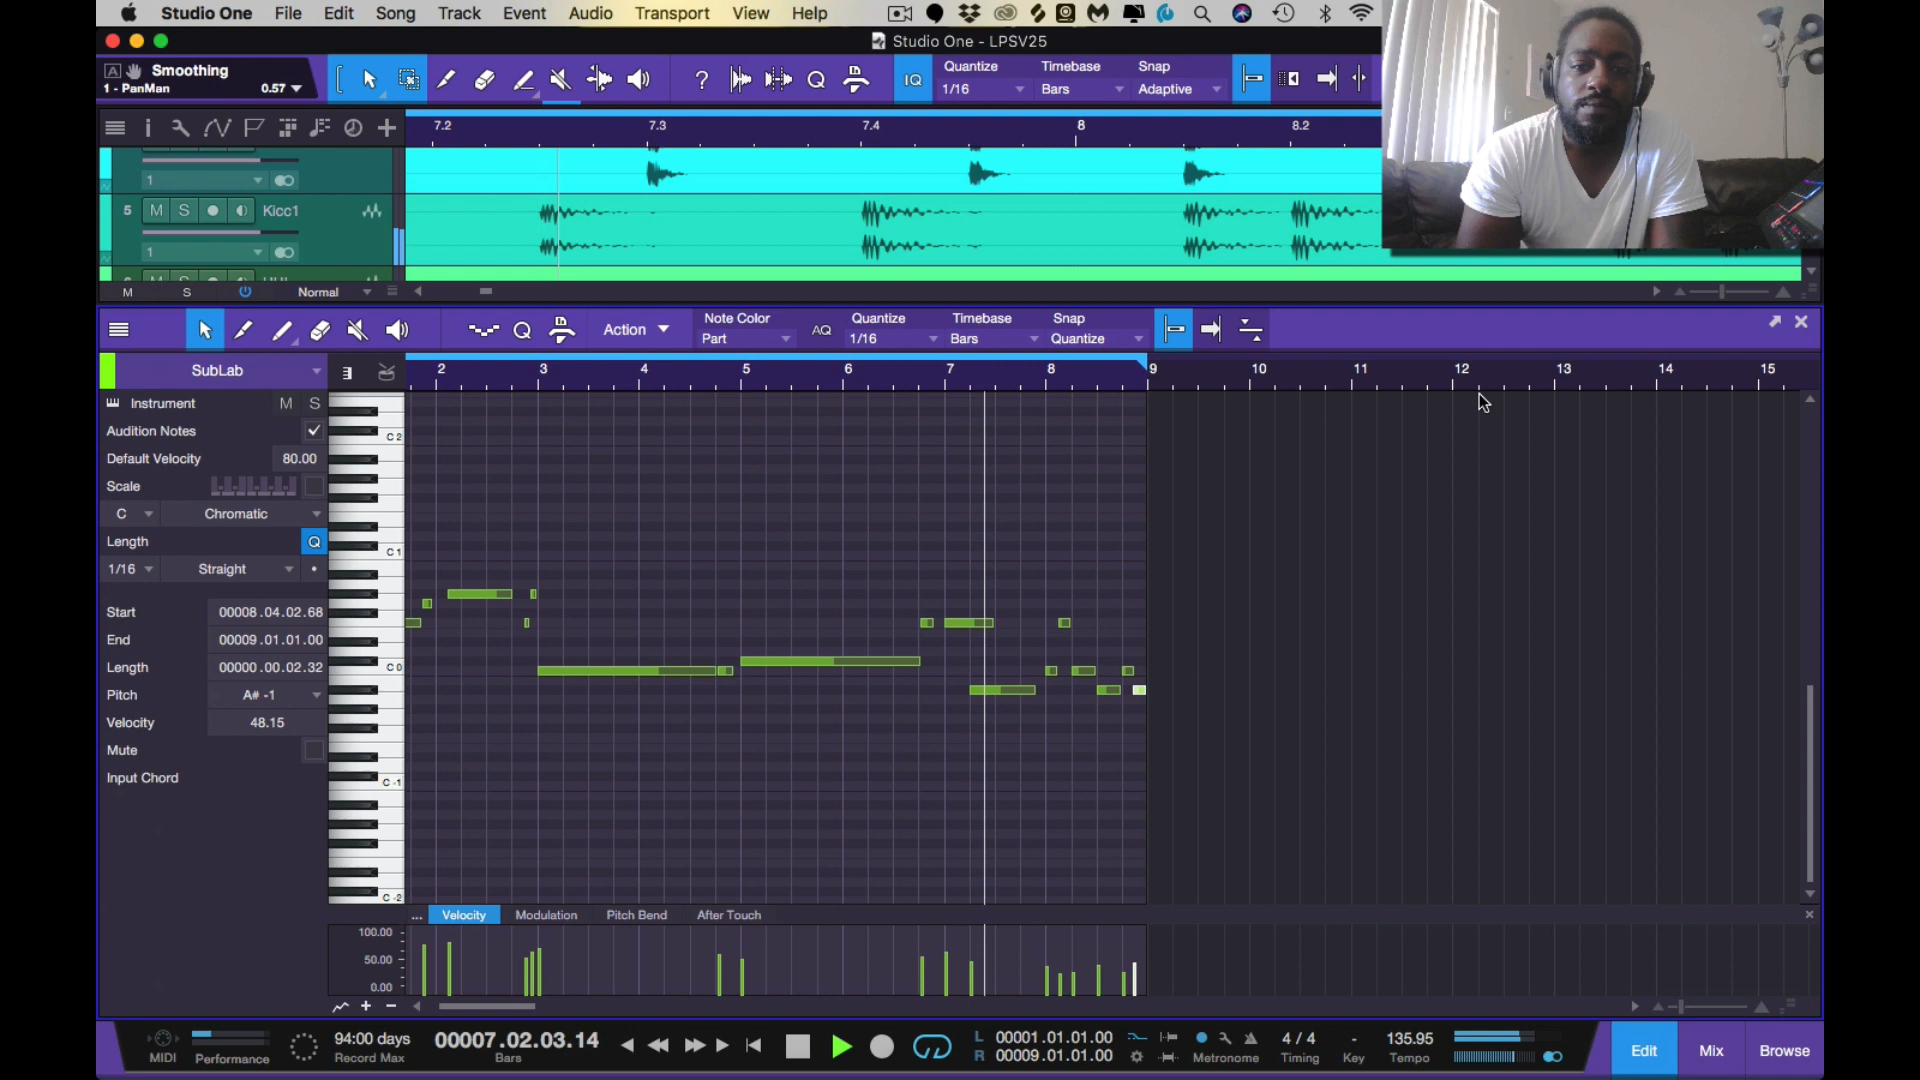 Studio One File Edit Song Track Event Audio Transport View Help
Studio One - LPSV25
A Smoothing
1 - PanMan 0.57
? Q IQ
Quantize Timebase Snap
1/16 Bars Adaptive
7.2 7.3 7.4 8 8.2
1
5 M S Kicc1
1
M S Normal
Action
Note Color
Part
AQ
Quantize Timebase Snap
1/16 Bars Quantize
SubLab
2 3 4 5 6 7 8 9 10 11 12 13 14 15
Instrument M S
Audition Notes
Default Velocity 80.00
Scale
C Chromatic
Length Q
1/16 Straight
Start 00008.04.02.68
End 00009.01.01.00
Length 00000.00.02.32
Pitch A# -1
Velocity 48.15
Mute
Input Chord
C 2
C 1
C 0
C -1
C -2
... Velocity Modulation Pitch Bend After Touch
100.00
50.00
0.00
MIDI Performance
94:00 days
Record Max
00007.02.03.14
Bars
L 00001.01.01.00
R 00009.01.01.00
Metronome
4 / 4
Timing
-
Key
135.95
Tempo
Edit Mix Browse